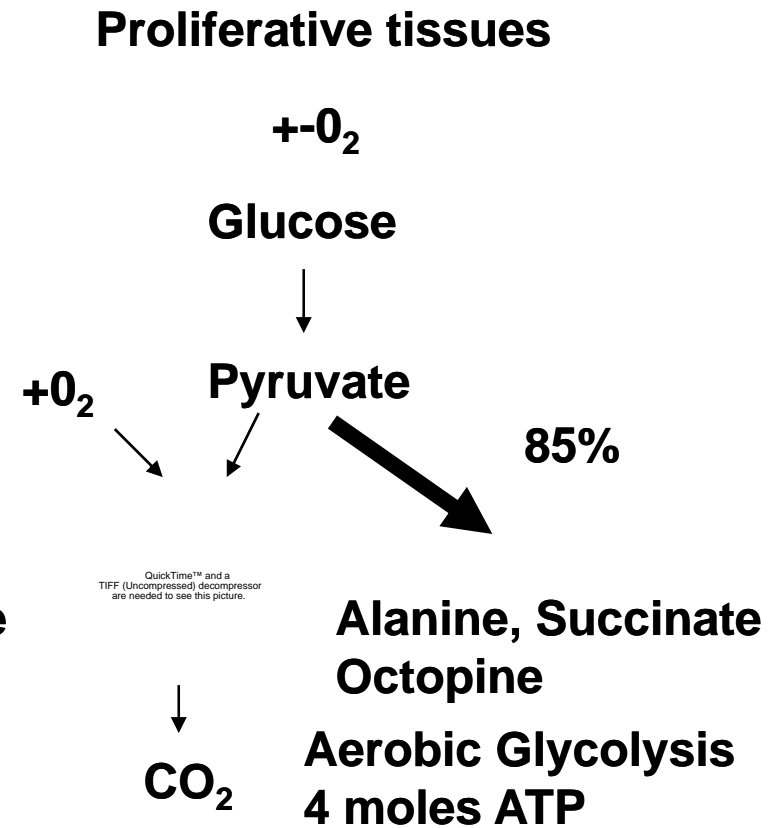 Proliferative tissues
+-0₂
Glucose
+0₂
Pyruvate
85%
QuickTime™ and a
TIFF (Uncompressed) decompressor
are needed to see this picture.
e
Alanine, Succinate
Octopine
CO₂
Aerobic Glycolysis
4 moles ATP